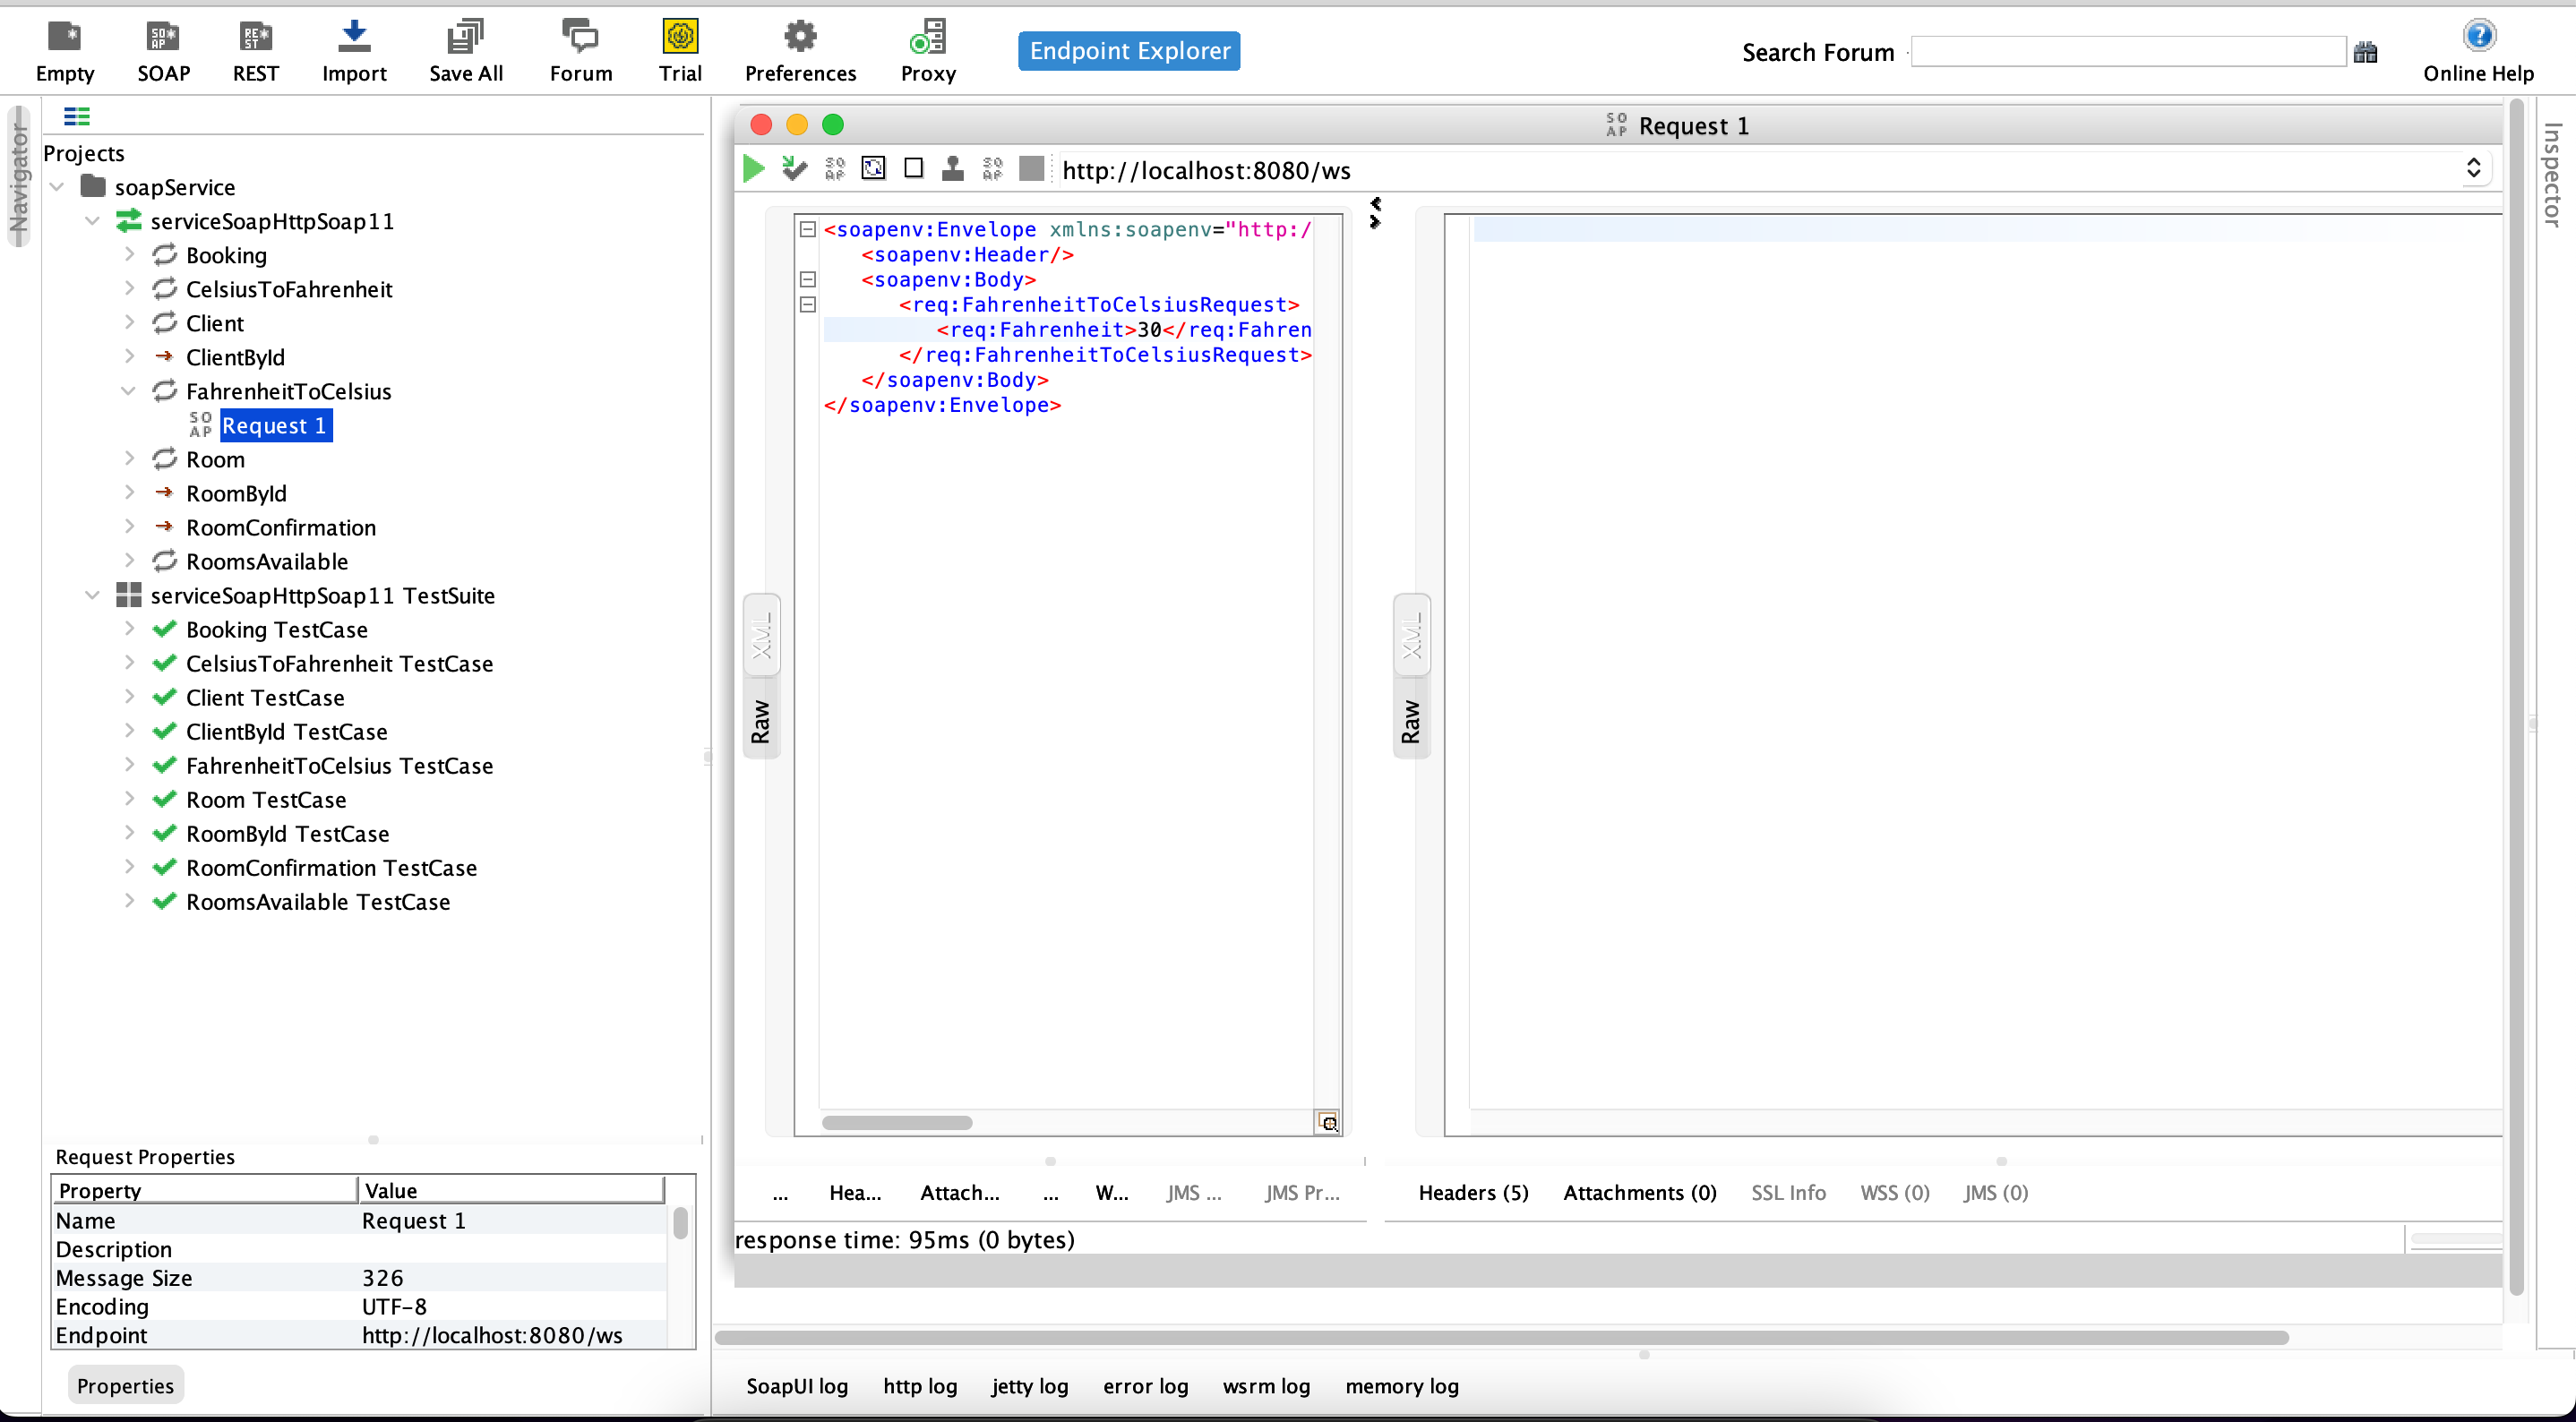 Empty SOAP REST Import Save All Forum Trial Preferences Proxy Endpoint Explorer Search Forum Online Help
Navigator
Projects
soapService
serviceSoapHttpSoap11
Booking
CelsiusToFahrenheit
Client
ClientById
FahrenheitToCelsius
SO AP Request 1
Room
RoomById
RoomConfirmation
RoomsAvailable
serviceSoapHttpSoap11 TestSuite
Booking TestCase
CelsiusToFahrenheit TestCase
Client TestCase
ClientById TestCase
FahrenheitToCelsius TestCase
Room TestCase
RoomById TestCase
RoomConfirmation TestCase
RoomsAvailable TestCase
Request Properties
Property Value
Name Request 1
Description
Message Size 326
Encoding UTF-8
Endpoint http://localhost:8080/ws
Properties
SO AP Request 1
http://localhost:8080/ws
<soapenv:Envelope xmlns:soapenv="http:/
<soapenv:Header/>
<soapenv:Body>
<req:FahrenheitToCelsiusRequest>
<req:Fahrenheit>30</req:Fahren
</req:FahrenheitToCelsiusRequest>
</soapenv:Body>
</soapenv:Envelope>
XML
Raw
XML
Raw
... Hea... Attach... ... W... JMS ... JMS Pr...
Headers (5) Attachments (0) SSL Info WSS (0) JMS (0)
response time: 95ms (0 bytes)
SoapUI log http log jetty log error log wsrm log memory log
Inspector